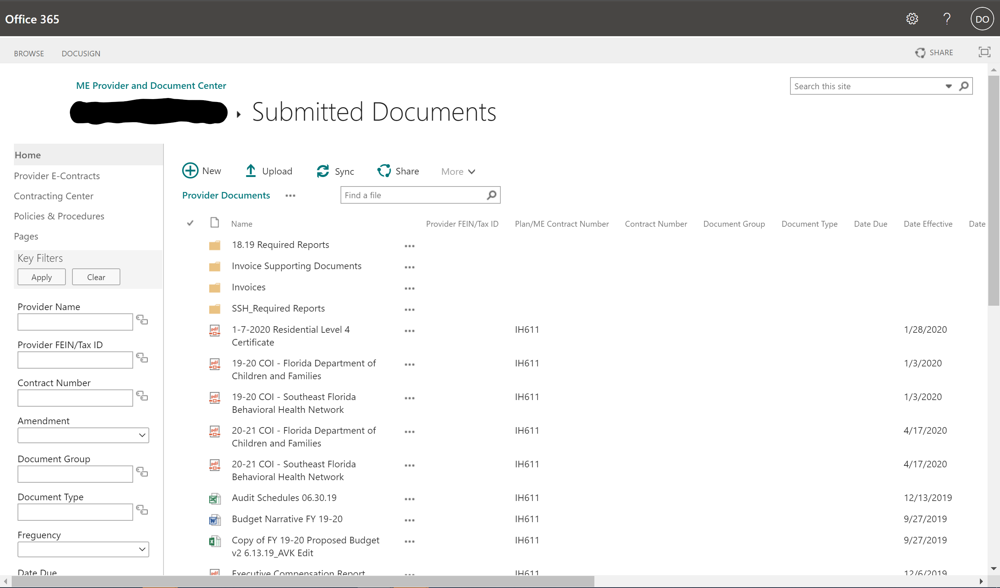 Office 365
DO
BROWSE DOCUSIGN
SHARE
ME Provider and Document Center
Search this site
Submitted Documents
Home
Provider E-Contracts
Contracting Center
Policies & Procedures
Pages
Key Filters
Apply Clear
Provider Name
Provider FEIN/Tax ID
Contract Number
Amendment
Document Group
Document Type
Freguency
Date Due
New Upload Sync Share More
Provider Documents ••• Find a file
Name Provider FEIN/Tax ID Plan/ME Contract Number Contract Number Document Group Document Type Date Due Date Effective Date
18.19 Required Reports •••
Invoice Supporting Documents •••
Invoices •••
SSH_Required Reports •••
1-7-2020 Residential Level 4 ••• IH611 1/28/2020
Certificate
19-20 COI - Florida Department of ••• IH611 1/3/2020
Children and Families
19-20 COI - Southeast Florida ••• IH611 1/3/2020
Behavioral Health Network
20-21 COI - Florida Department of ••• IH611 4/17/2020
Children and Families
20-21 COI - Southeast Florida ••• IH611 4/17/2020
Behavioral Health Network
Audit Schedules 06.30.19 ••• IH611 12/13/2019
Budget Narrative FY 19-20 ••• IH611 9/27/2019
Copy of FY 19-20 Proposed Budget ••• IH611 9/27/2019
v2 6.13.19_AVK Edit
Executive Compensation Report ••• IH611 12/6/2019